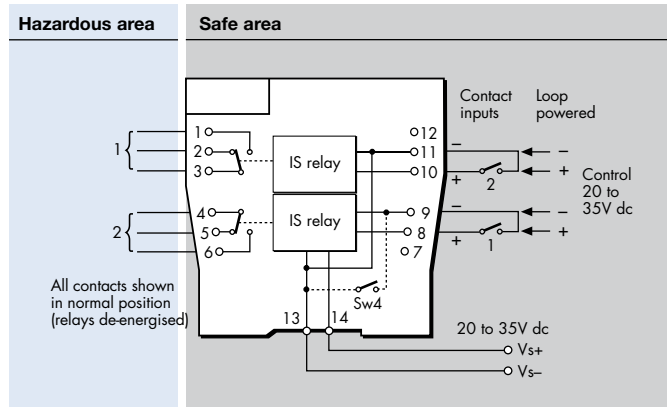 Hazardous area
Safe area
Contact inputs
Loop powered
1
1
2
3
IS relay
12
11
10
–
+
2
–
+
Control
20 to
35V dc
2
4
5
6
IS relay
9
8
7
–
+
1
–
+
All contacts shown
in normal position
(relays de-energised)
Sw4
13
14
20 to 35V dc
Vs+
Vs–